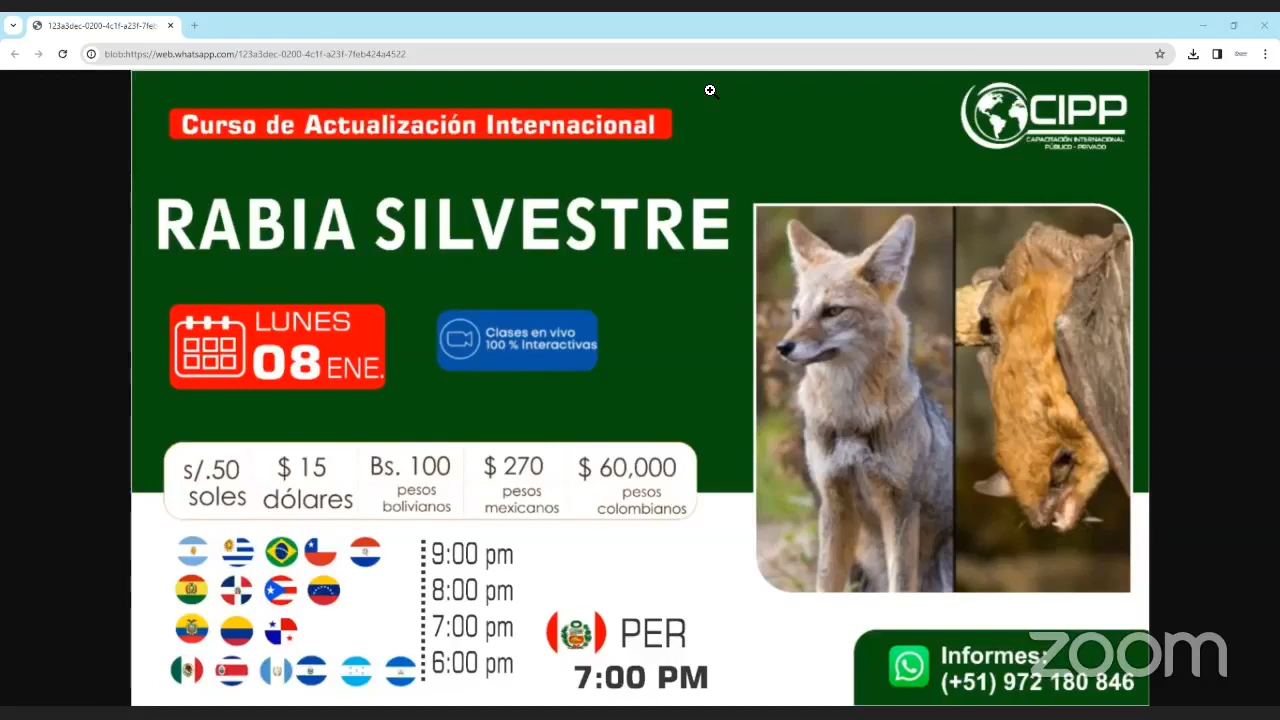 123a3dec-0200-4c1f-a23f-7feb
blob:https://web.whatsapp.com/123a3dec-0200-4c1f-a23f-7feb424a4522
Curso de Actualización Internacional
CIPP
CAPACITACIÓN INTERNACIONAL
PÚBLICO - PRIVADO
RABIA SILVESTRE
LUNES
08 ENE.
Clases en vivo
100 % Interactivas
s/.50
soles
$ 15
dólares
Bs. 100
pesos
bolivianos
$ 270
pesos
mexicanos
$ 60,000
pesos
colombianos
9:00 pm
8:00 pm
7:00 pm
6:00 pm
PER
7:00 PM
Informes:
(+51) 972 180 846
zoom